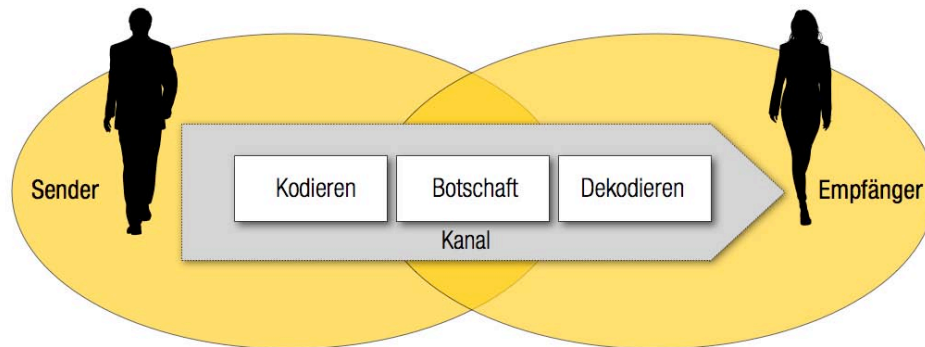 Sender
Kodieren
Botschaft
Dekodieren
Empfänger
Kanal